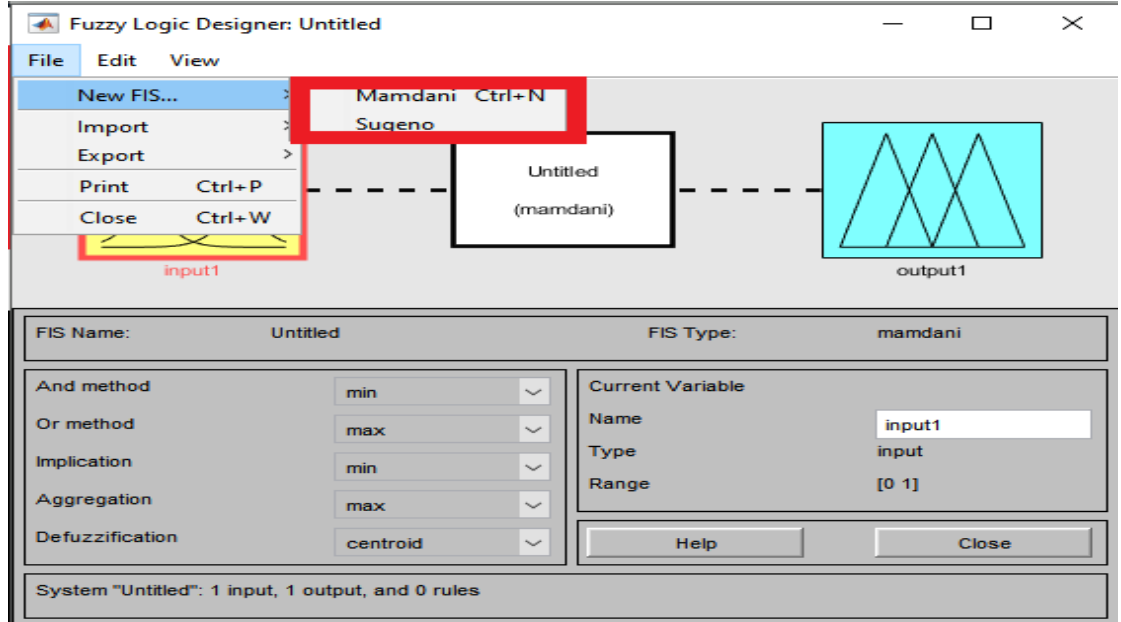 Fuzzy Logic Designer: Untitled
File Edit View
New FIS... > Mamdani Ctrl+N
Import > Sugeno
Export >
Print Ctrl+P
Close Ctrl+W
Untitled
(mamdani)
input1
output1
FIS Name: Untitled FIS Type: mamdani
And method min
Or method max
Implication min
Aggregation max
Defuzzification centroid
Current Variable
Name input1
Type input
Range [0 1]
Help Close
System "Untitled": 1 input, 1 output, and 0 rules